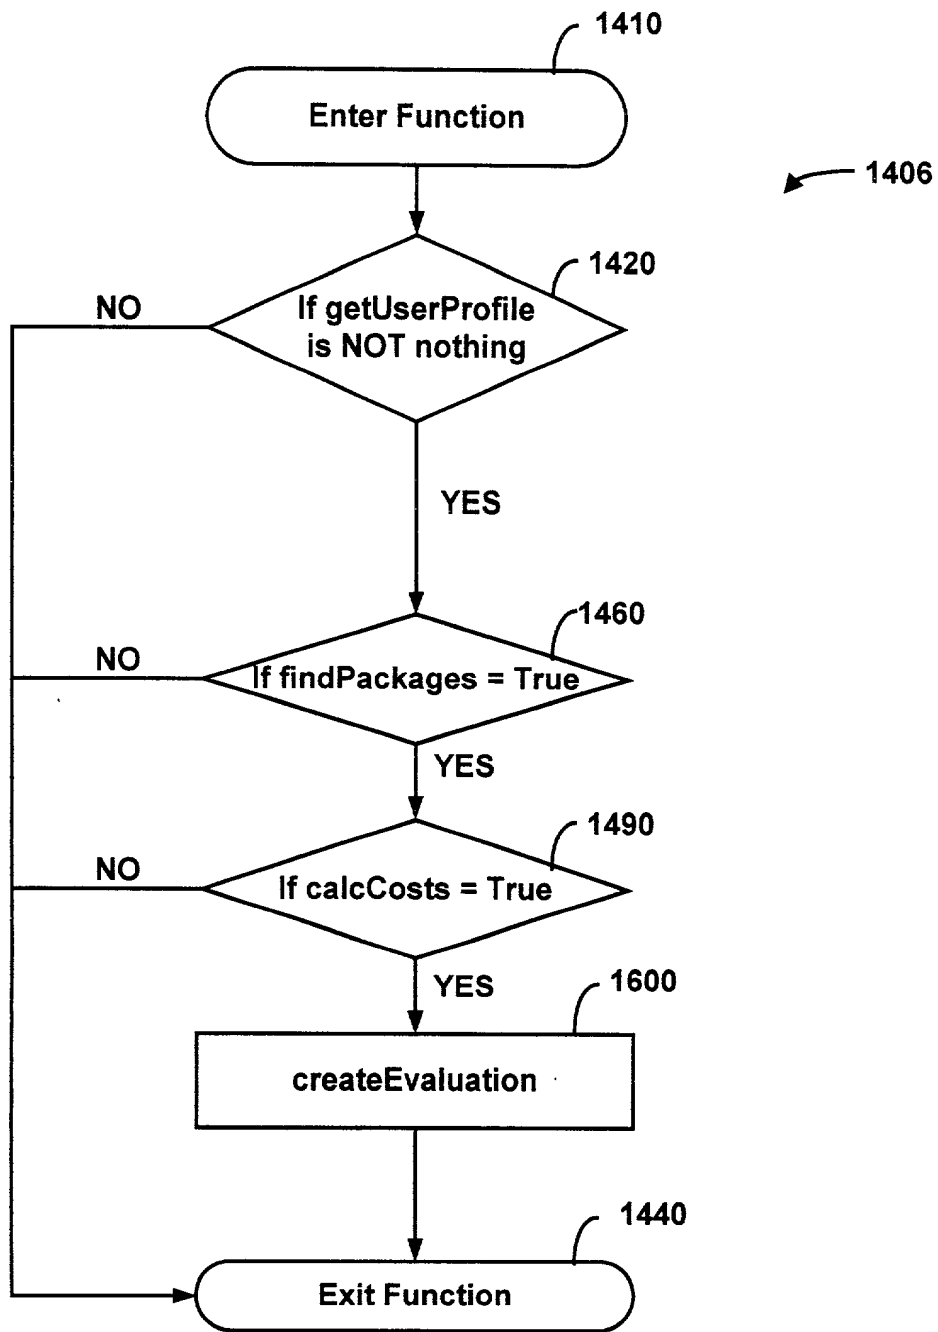 1410
Enter Function
1406
1420
If getUserProfile
is NOT nothing
NO
YES
1460
If findPackages = True
NO
YES
1490
If calcCosts = True
NO
YES
1600
createEvaluation
1440
Exit Function